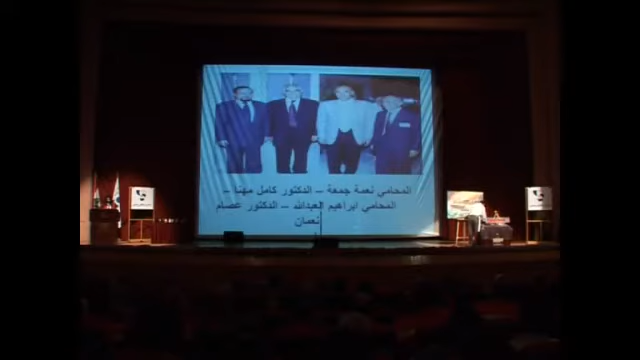 المحامي نعمة جمعة – الدكتور كامل مهنا –
المحامي ابراهيم العبدالله – الدكتور عصام
نعمان